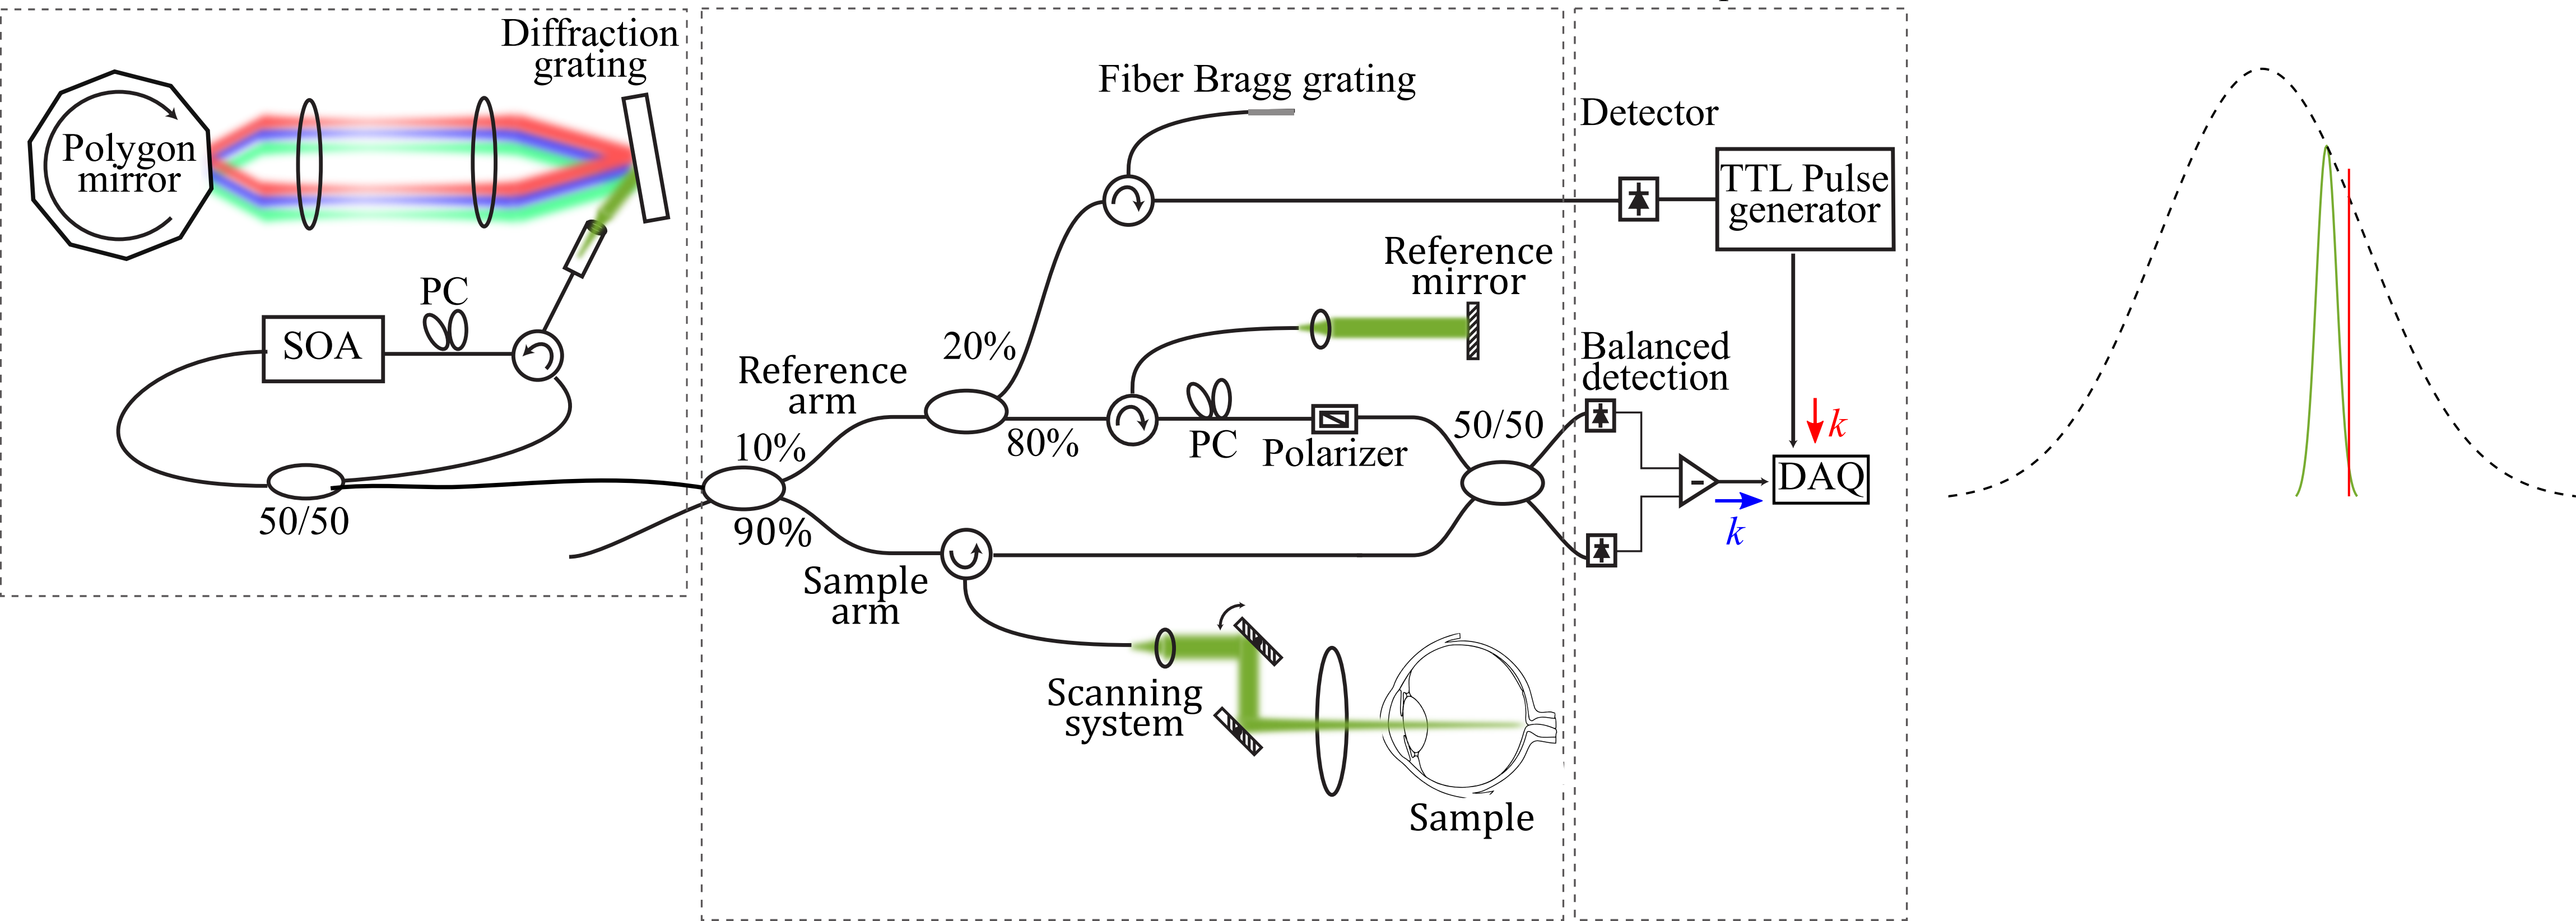 Diffraction
grating
Polygon
mirror
PC
SOA
50/50
Fiber Bragg grating
Reference
mirror
20%
Reference
arm
10%
80%
PC
Polarizer
50/50
90%
Sample
arm
Scanning
system
Sample
Detector
TTL Pulse
generator
Balanced
detection
k
-
DAQ
k